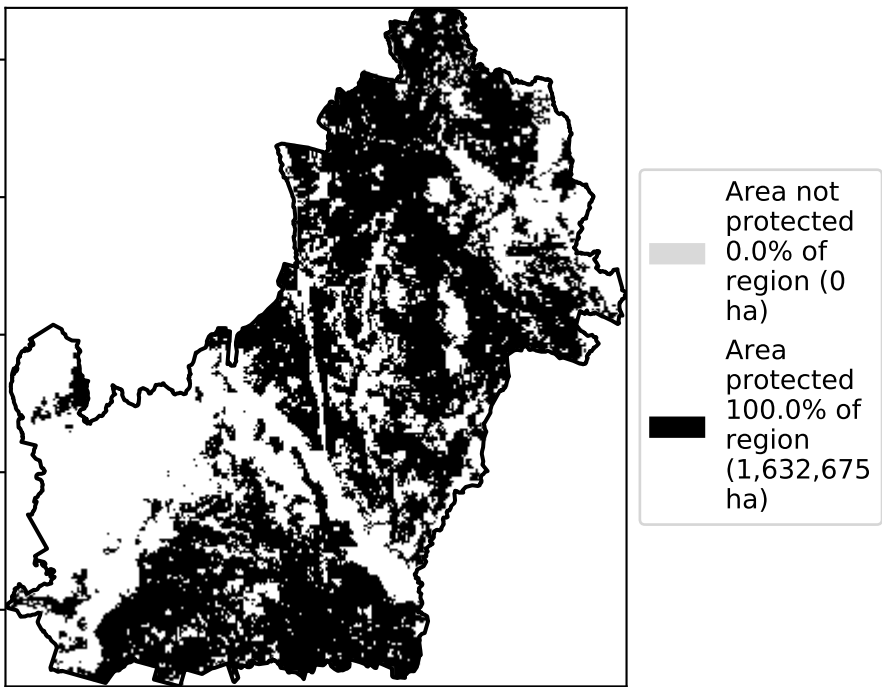 Area not
protected
0.0% of
region (0
ha)
Area
protected
100.0% of
region
(1,632,675
ha)